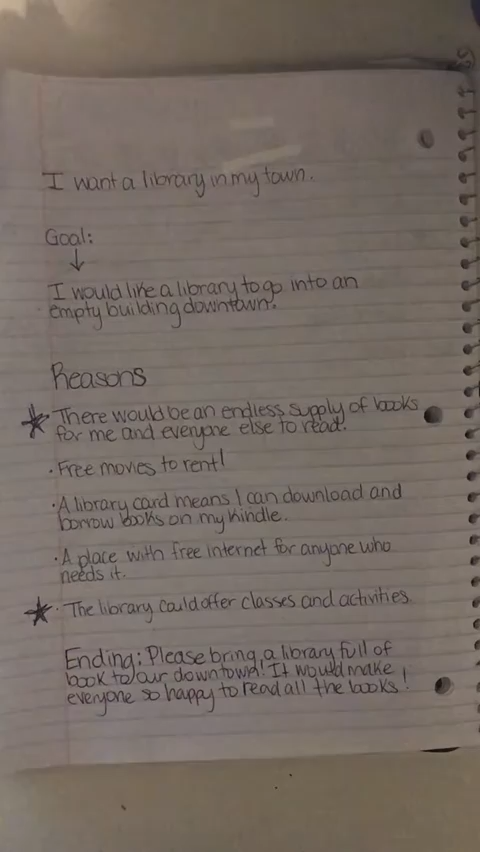 I want a library in my town.
Goal:
↓
I would like a library to go into an
empty building downtown.
Reasons
★ There would be an endless supply of books
for me and everyone else to read.
· Free movies to rent!
· A library card means I can download and
borrow books on my kindle.
· A place with free internet for anyone who
needs it.
★ · The library could offer classes and activities
Ending: Please bring a library full of
book to our downtown! It would make
everyone so happy to read all the books!